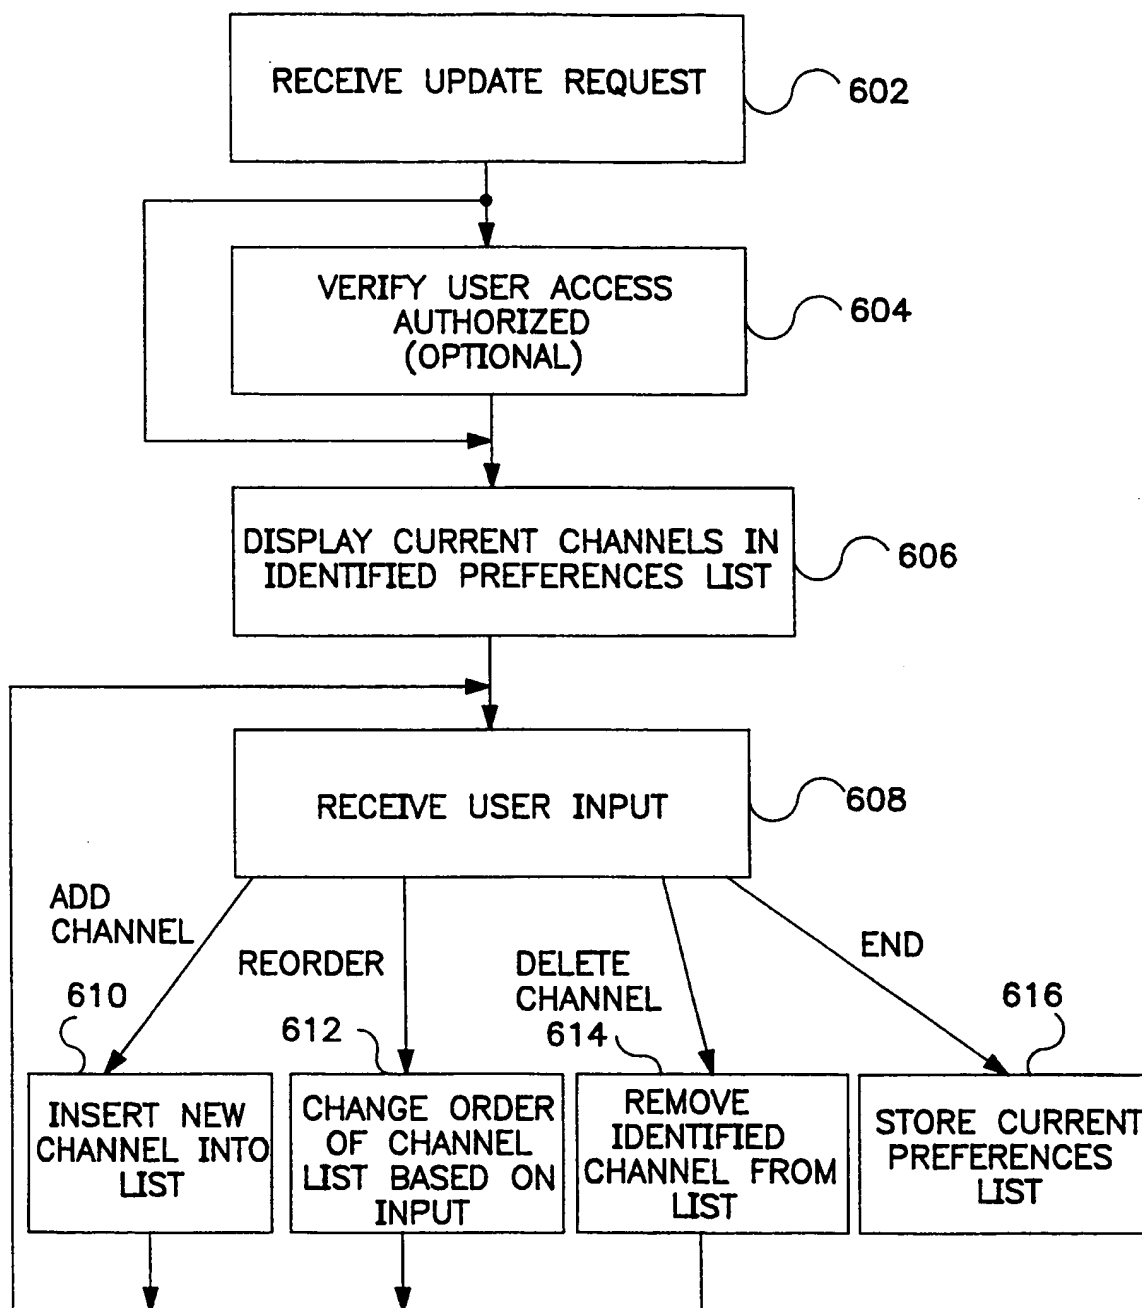 RECEIVE UPDATE REQUEST
602
VERIFY USER ACCESS
AUTHORIZED
(OPTIONAL)
604
DISPLAY CURRENT CHANNELS IN
IDENTIFIED PREFERENCES LIST
606
RECEIVE USER INPUT
608
ADD
CHANNEL
REORDER
DELETE
CHANNEL
END
610
612
614
616
INSERT NEW
CHANNEL INTO
LIST
CHANGE ORDER
OF CHANNEL
LIST BASED ON
INPUT
REMOVE
IDENTIFIED
CHANNEL FROM
LIST
STORE CURRENT
PREFERENCES
LIST